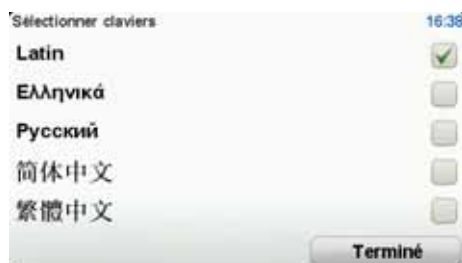 Sélectionner claviers 16:38
Latin
Ελληνικά
Русский
简体中文
繁體中文
Terminé